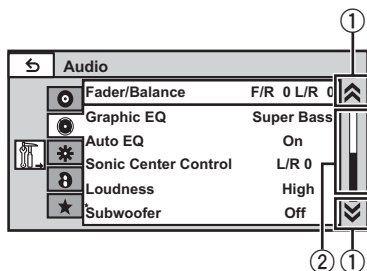 ①
Audio
Fader/Balance F/R 0 L/R 0
Graphic EQ Super Bass
Auto EQ On
Sonic Center Control L/R 0
Loudness High
*Subwoofer Off
② ①